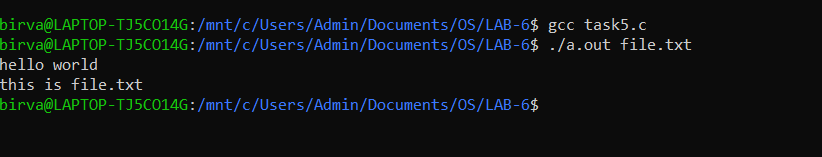 birva@LAPTOP-TJ5CO14G:/mnt/c/Users/Admin/Documents/OS/LAB-6$ gcc task5.c
birva@LAPTOP-TJ5CO14G:/mnt/c/Users/Admin/Documents/OS/LAB-6$ ./a.out file.txt
hello world
this is file.txt
birva@LAPTOP-TJ5CO14G:/mnt/c/Users/Admin/Documents/OS/LAB-6$